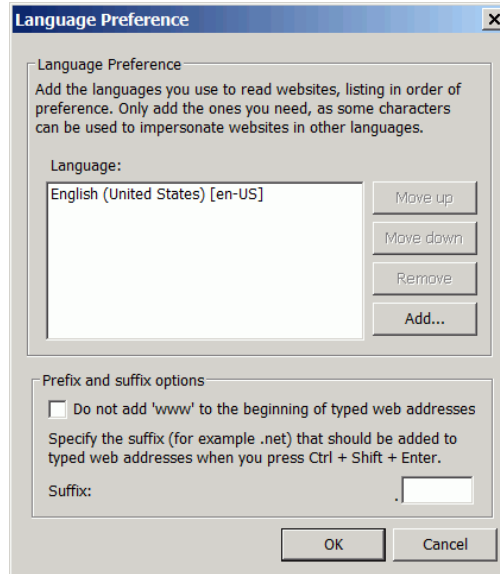 Language Preference
Language Preference
Add the languages you use to read websites, listing in order of
preference. Only add the ones you need, as some characters
can be used to impersonate websites in other languages.
Language:
English (United States) [en-US]
Move up
Move down
Remove
Add...
Prefix and suffix options
Do not add 'www' to the beginning of typed web addresses
Specify the suffix (for example .net) that should be added to
typed web addresses when you press Ctrl + Shift + Enter.
Suffix: .
OK Cancel